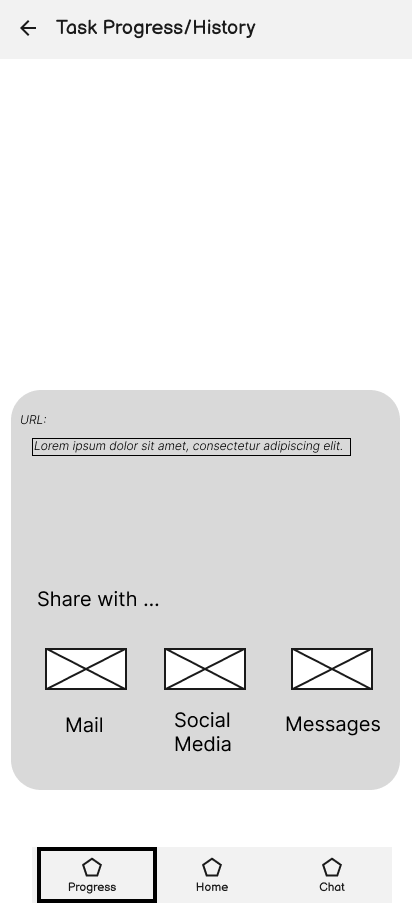 Task Progress/History
URL:
Lorem ipsum dolor sit amet, consectetur adipiscing elit.
Share with ...
Mail
Social
Media
Messages
Progress
Home
Chat